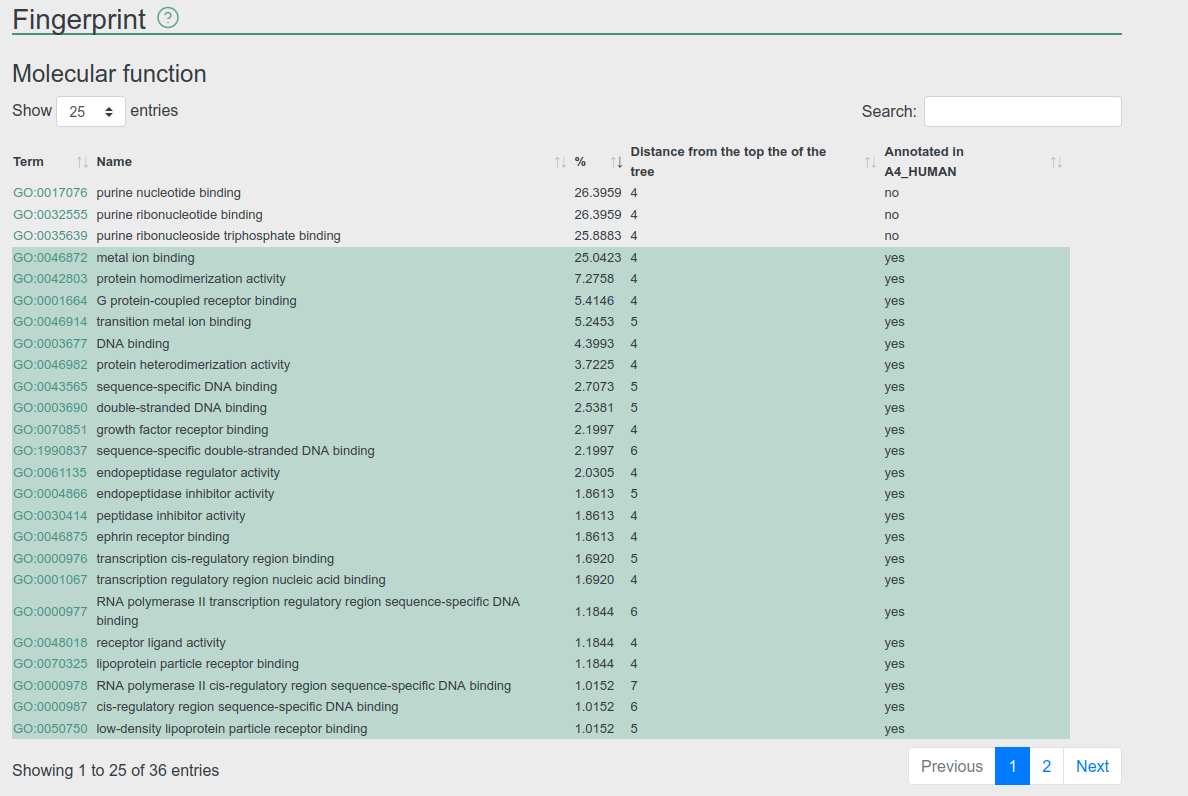 Fingerprint ?
Molecular function
Show 25 entries
Search:
Term Name % Distance from the top the of the tree Annotated in A4_HUMAN
GO:0017076 purine nucleotide binding 26.3959 4 no
GO:0032555 purine ribonucleotide binding 26.3959 4 no
GO:0035639 purine ribonucleoside triphosphate binding 25.8883 4 no
GO:0046872 metal ion binding 25.0423 4 yes
GO:0042803 protein homodimerization activity 7.2758 4 yes
GO:0001664 G protein-coupled receptor binding 5.4146 4 yes
GO:0046914 transition metal ion binding 5.2453 5 yes
GO:0003677 DNA binding 4.3993 4 yes
GO:0046982 protein heterodimerization activity 3.7225 4 yes
GO:0043565 sequence-specific DNA binding 2.7073 5 yes
GO:0003690 double-stranded DNA binding 2.5381 5 yes
GO:0070851 growth factor receptor binding 2.1997 4 yes
GO:1990837 sequence-specific double-stranded DNA binding 2.1997 6 yes
GO:0061135 endopeptidase regulator activity 2.0305 4 yes
GO:0004866 endopeptidase inhibitor activity 1.8613 5 yes
GO:0030414 peptidase inhibitor activity 1.8613 4 yes
GO:0046875 ephrin receptor binding 1.8613 4 yes
GO:0000976 transcription cis-regulatory region binding 1.6920 5 yes
GO:0001067 transcription regulatory region nucleic acid binding 1.6920 4 yes
GO:0000977 RNA polymerase II transcription regulatory region sequence-specific DNA binding 1.1844 6 yes
GO:0048018 receptor ligand activity 1.1844 4 yes
GO:0070325 lipoprotein particle receptor binding 1.1844 4 yes
GO:0000978 RNA polymerase II cis-regulatory region sequence-specific DNA binding 1.0152 7 yes
GO:0000987 cis-regulatory region sequence-specific DNA binding 1.0152 6 yes
GO:0050750 low-density lipoprotein particle receptor binding 1.0152 5 yes
Showing 1 to 25 of 36 entries
Previous 1 2 Next